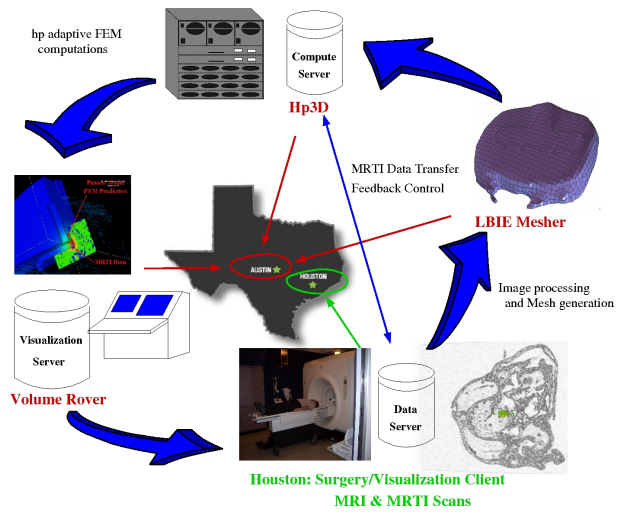 hp adaptive FEM
computations
Compute
Server
Hp3D
MRTI Data Transfer
Feedback Control
LBIE Mesher
FEM Prediction
MRTI Data
AUSTIN
HOUSTON
Image processing
and Mesh generation
Visualization
Server
Volume Rover
Data
Server
Houston: Surgery/Visualization Client
MRI & MRTI Scans